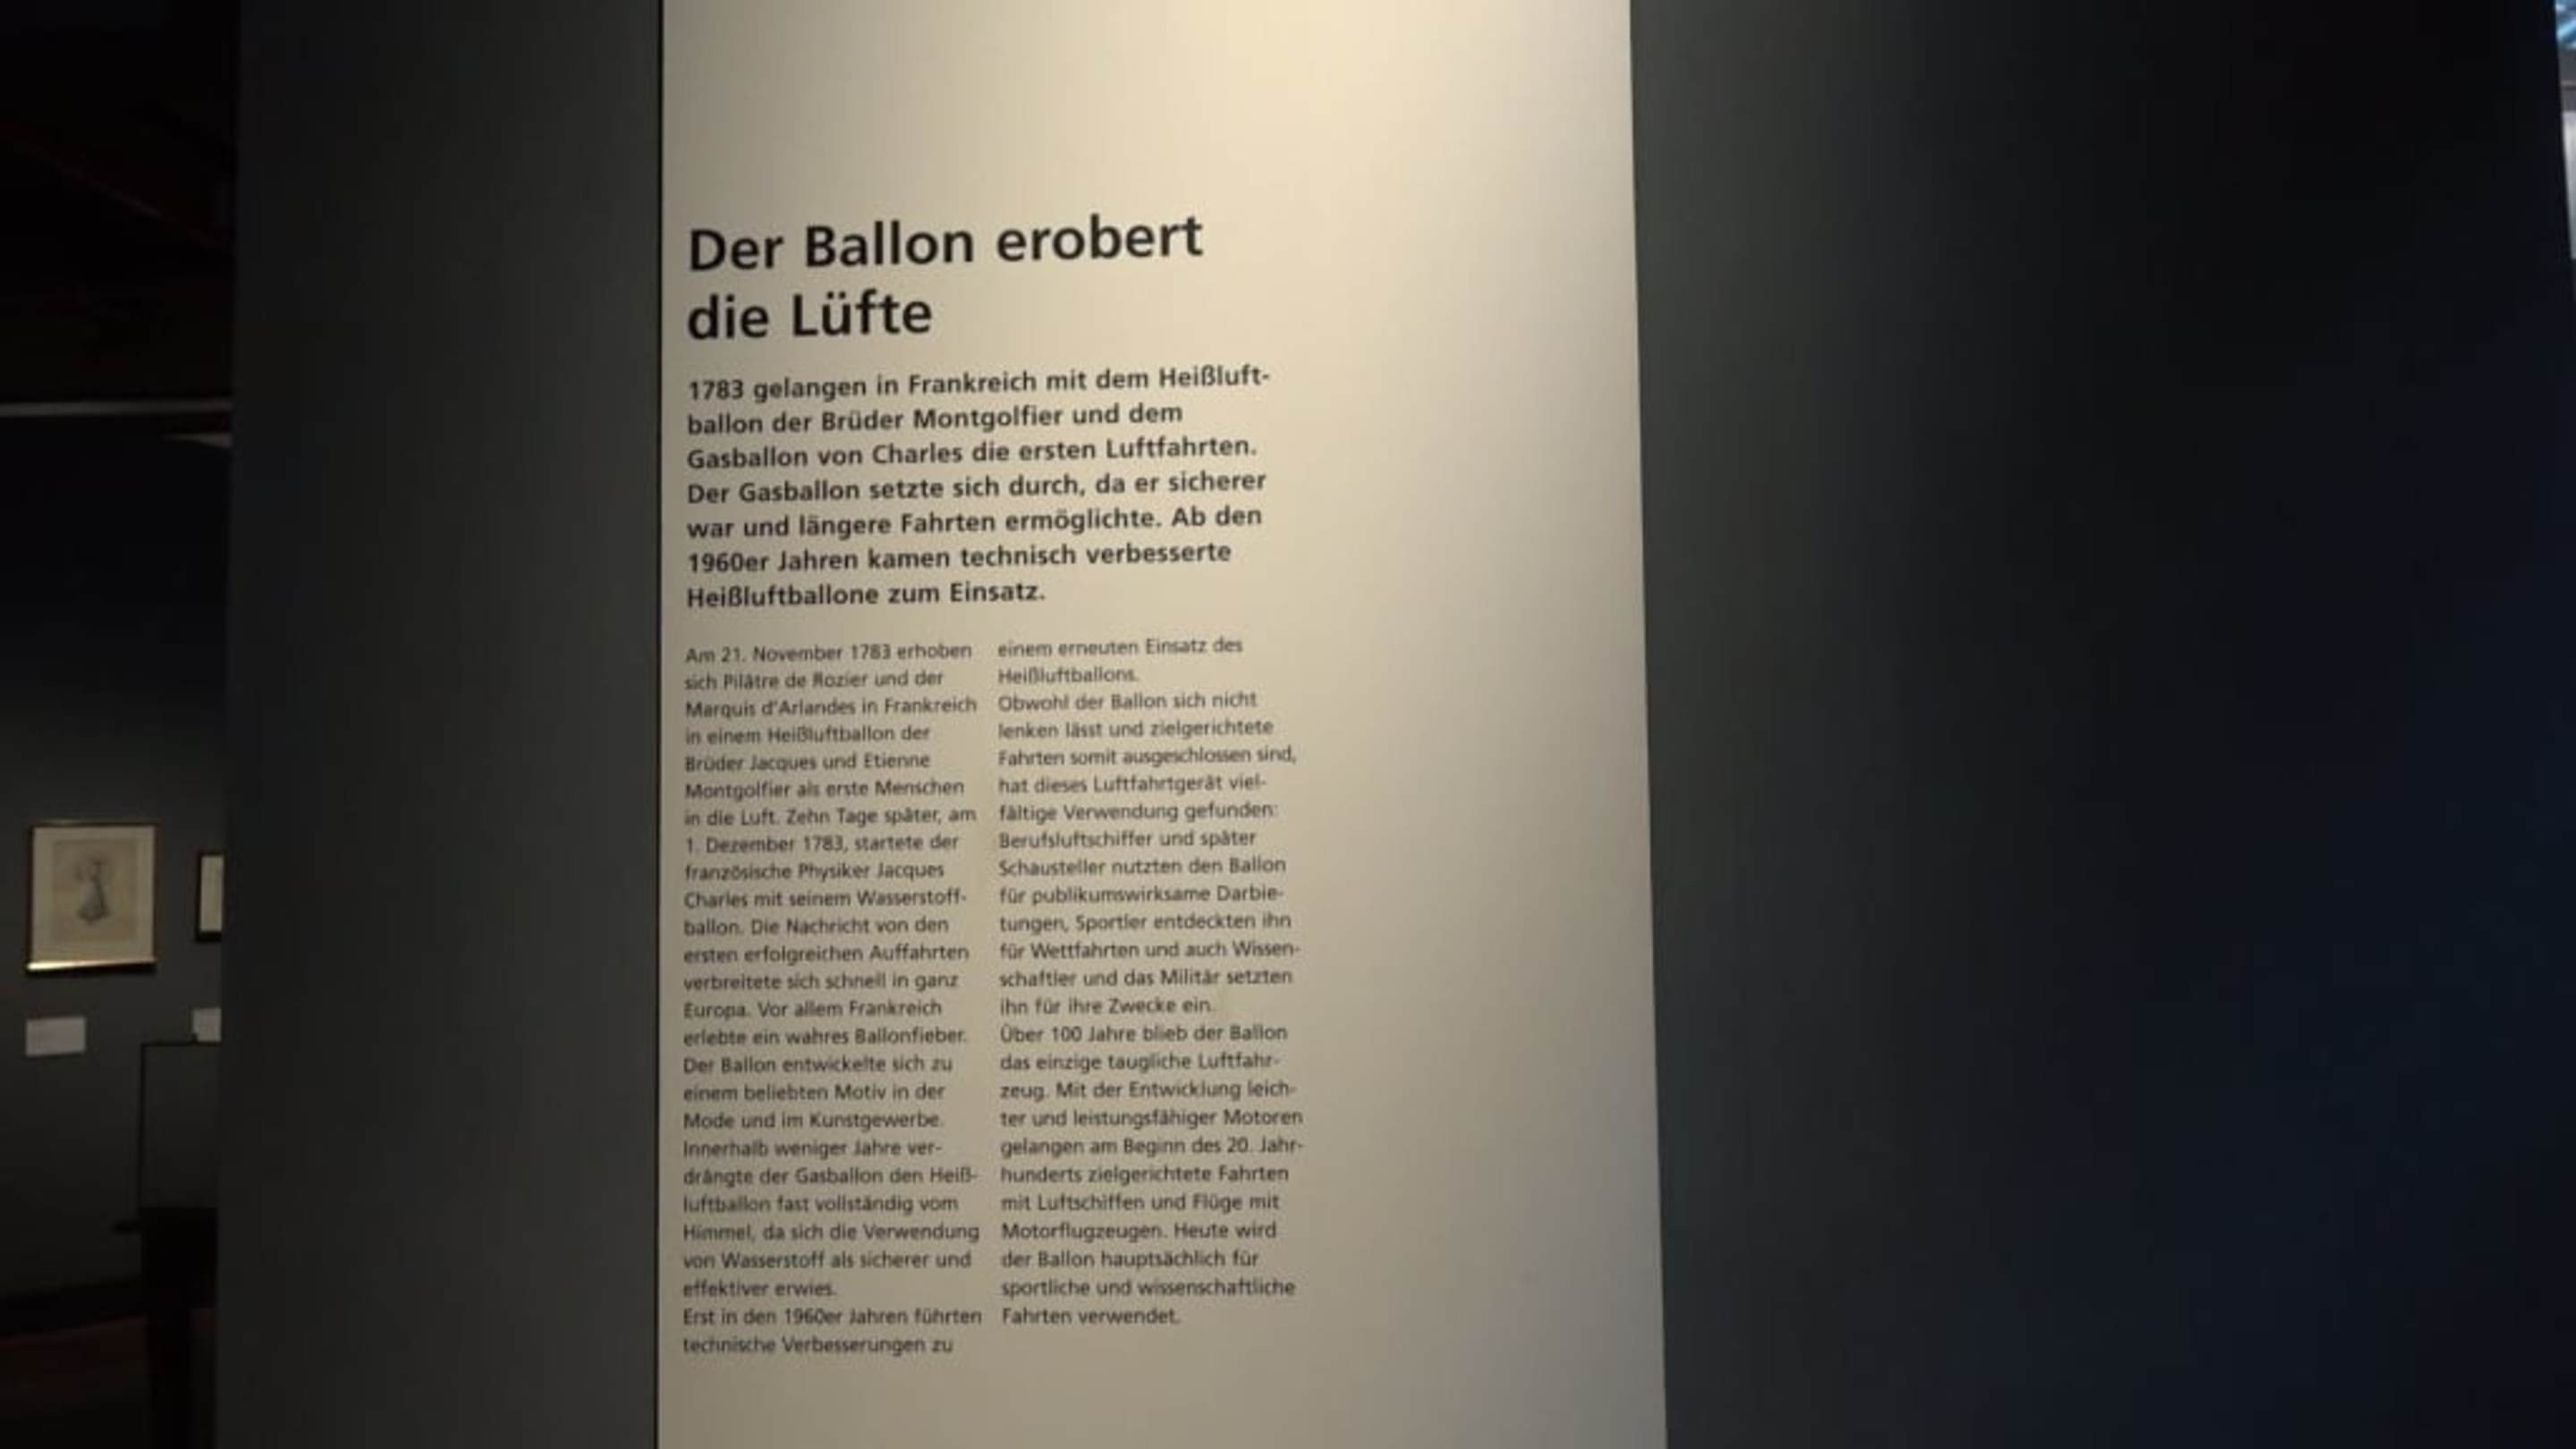 Der Ballon erobert
die Lüfte
1783 gelangen in Frankreich mit dem Heißluft-
ballon der Brüder Montgolfier und dem
Gasballon von Charles die ersten Luftfahrten.
Der Gasballon setzte sich durch, da er sicherer
war und längere Fahrten ermöglichte. Ab den
1960er Jahren kamen technisch verbesserte
Heißluftballone zum Einsatz.
Am 21. November 1783 erhoben
sich Pilâtre de Rozier und der
Marquis d'Arlandes in Frankreich
in einem Heißluftballon der
Brüder Jacques und Etienne
Montgolfier als erste Menschen
in die Luft. Zehn Tage später, am
1. Dezember 1783, startete der
französische Physiker Jacques
Charles mit seinem Wasserstoff-
ballon. Die Nachricht von den
ersten erfolgreichen Auffahrten
verbreitete sich schnell in ganz
Europa. Vor allem Frankreich
erlebte ein wahres Ballonfieber.
Der Ballon entwickelte sich zu
einem beliebten Motiv in der
Mode und im Kunstgewerbe.
Innerhalb weniger Jahre ver-
drängte der Gasballon den Heiß-
luftballon fast vollständig vom
Himmel, da sich die Verwendung
von Wasserstoff als sicherer und
effektiver erwies.
Erst in den 1960er Jahren führten
technische Verbesserungen zu
einem erneuten Einsatz des
Heißluftballons.
Obwohl der Ballon sich nicht
lenken lässt und zielgerichtete
Fahrten somit ausgeschlossen sind,
hat dieses Luftfahrtgerät viel-
fältige Verwendung gefunden:
Berufsluftschiffer und später
Schausteller nutzten den Ballon
für publikumswirksame Darbie-
tungen, Sportler entdeckten ihn
für Wettfahrten und auch Wissen-
schaftler und das Militär setzten
ihn für ihre Zwecke ein.
Über 100 Jahre blieb der Ballon
das einzige taugliche Luftfahr-
zeug. Mit der Entwicklung leich-
ter und leistungsfähiger Motoren
gelangen am Beginn des 20. Jahr-
hunderts zielgerichtete Fahrten
mit Luftschiffen und Flüge mit
Motorflugzeugen. Heute wird
der Ballon hauptsächlich für
sportliche und wissenschaftliche
Fahrten verwendet.